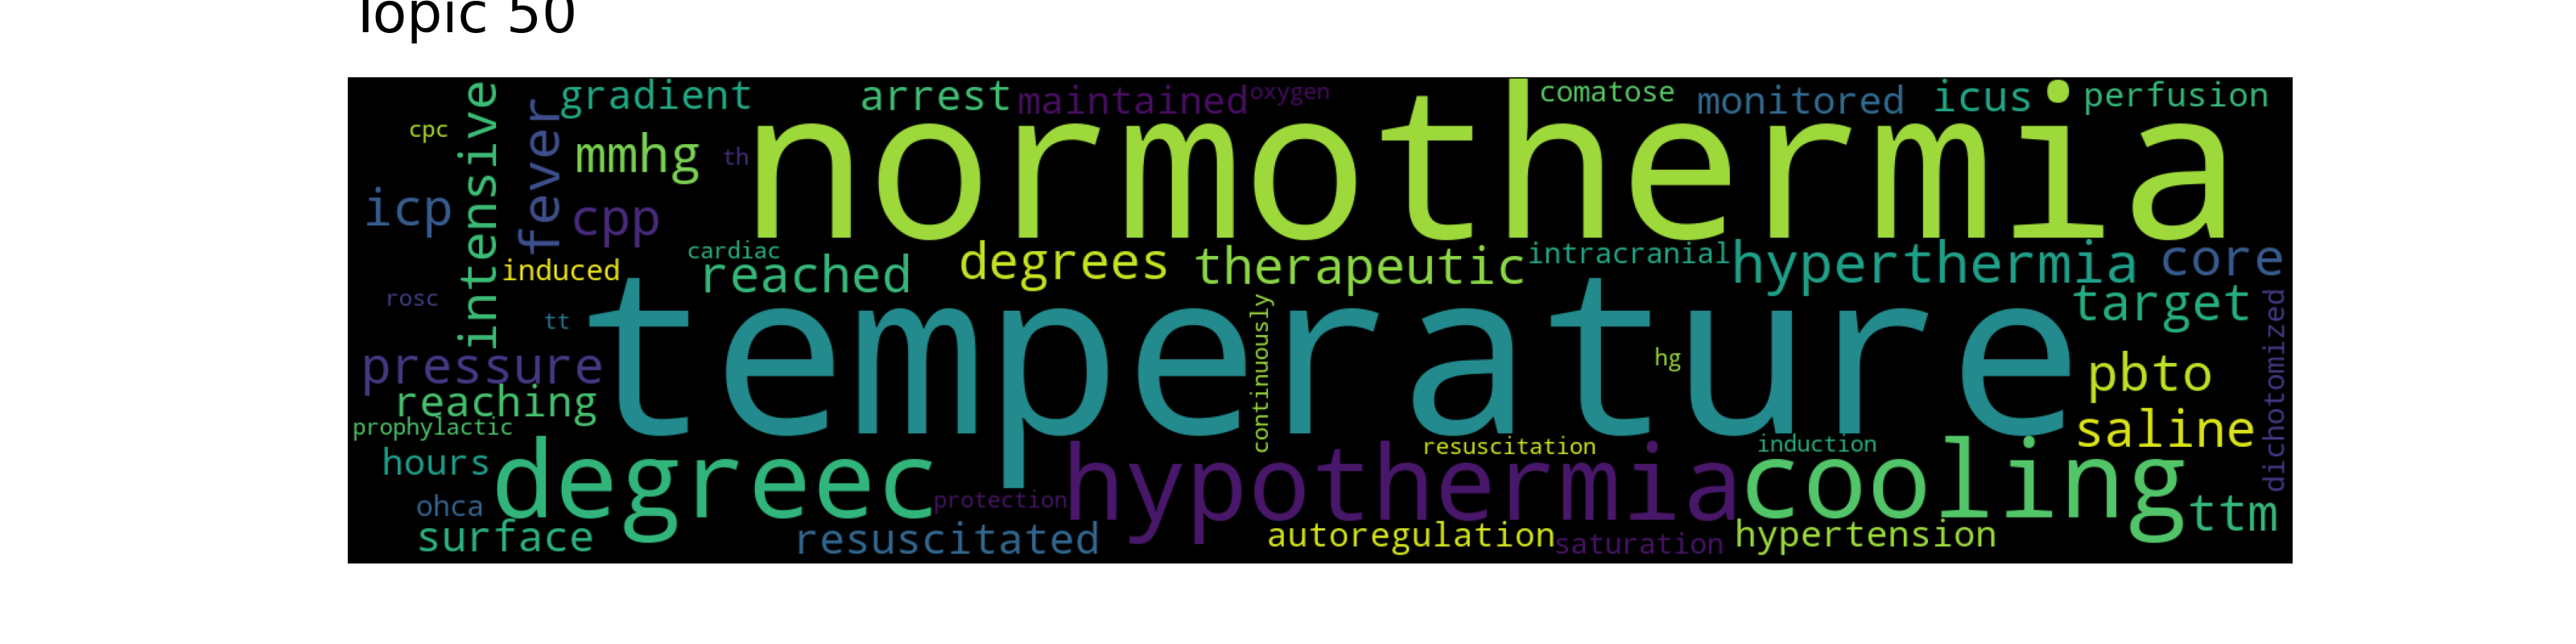 Topic 50
gradient arrest maintained oxygen comatose monitored icus perfusion
cpc intensive fever mmhg th normothermia
icp cpp
cardiac reached degrees therapeutic intracranial hyperthermia core
induced
rosc tt temperature continuously hg target dichotomized
pressure pbto
reaching saline
prophylactic resuscitation induction
hours degreec protection hypothermia cooling
ohca ttm
surface resuscitated autoregulation saturation hypertension